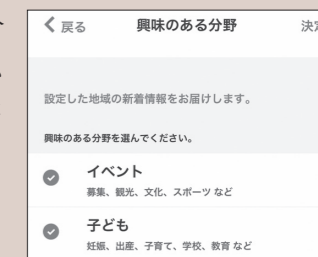 戻る 興味のある分野
設定した地域の新着情報をお届けします。
興味のある分野を選んでください。
イベント
募集、観光、文化、スポーツ など
子ども
妊娠、出産、子育て、学校、教育 など